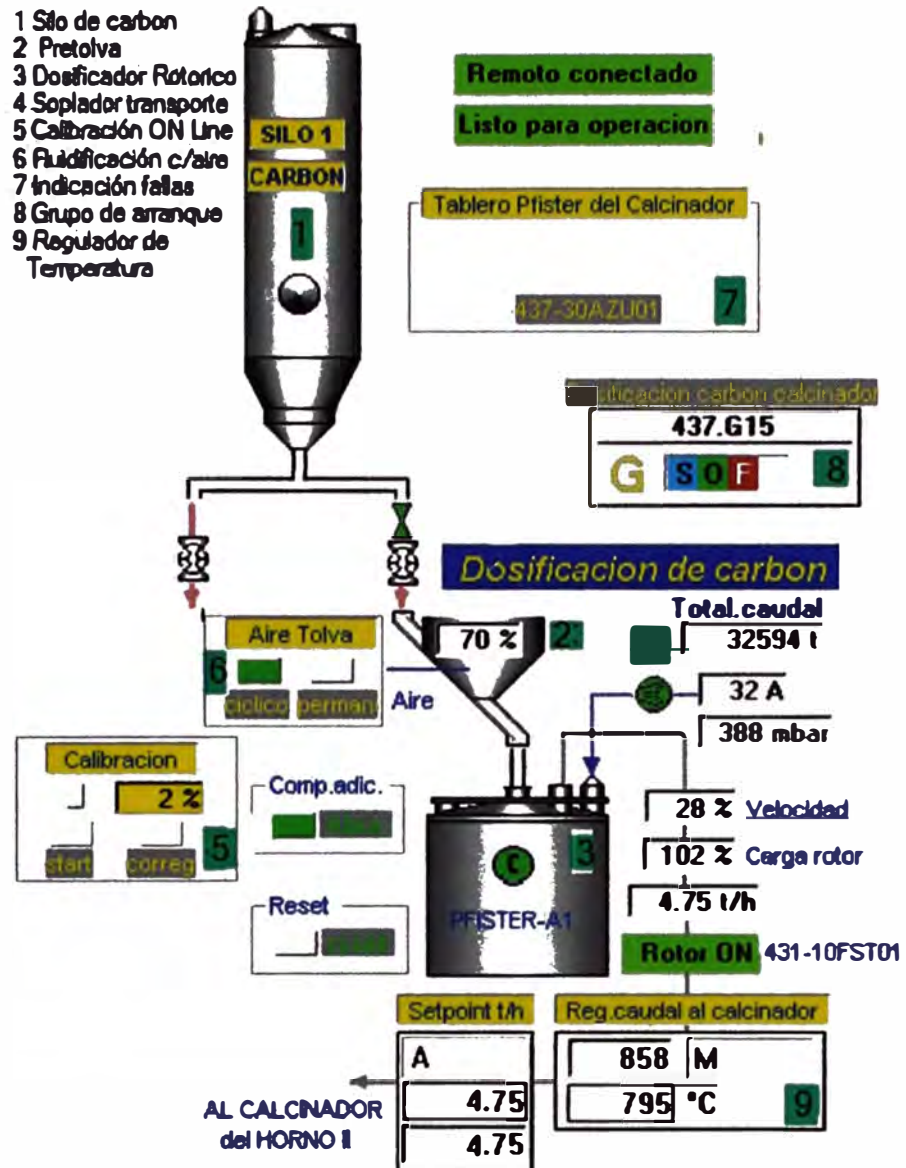 1 Silo de carbon
2 Pretolva
3 Dosificador Rotorico
4 Soplador transporte
5 Calibración ON Line
6 Fluidificación c/aire
7 Indicación fallas
8 Grupo de arranque
9 Regulador de
Temperatura
SILO 1
CARBON
1
Remoto conectado
Listo para operacion
Tablero Pfister del Calcinador
437-30AZU01
7
sificacion carbon calcinador
437.G15
G S O F 8
Dosificacion de carbon
Total.caudal
32594 t
Aire Tolva
6
ciclico perman.
Aire
70 %
2.
32 A
388 mbar
Calibracion
2 %
start correg
5
Comp.adic.
Reset
C
3
PFISTER-A1
28 % Velocidad
102 % Carga rotor
4.75 t/h
Rotor ON 431-10FST01
Setpoint t/h
A
4.75
4.75
Reg.caudal al calcinador
858 M
795 °C
9
AL CALCINADOR
del HORNO II